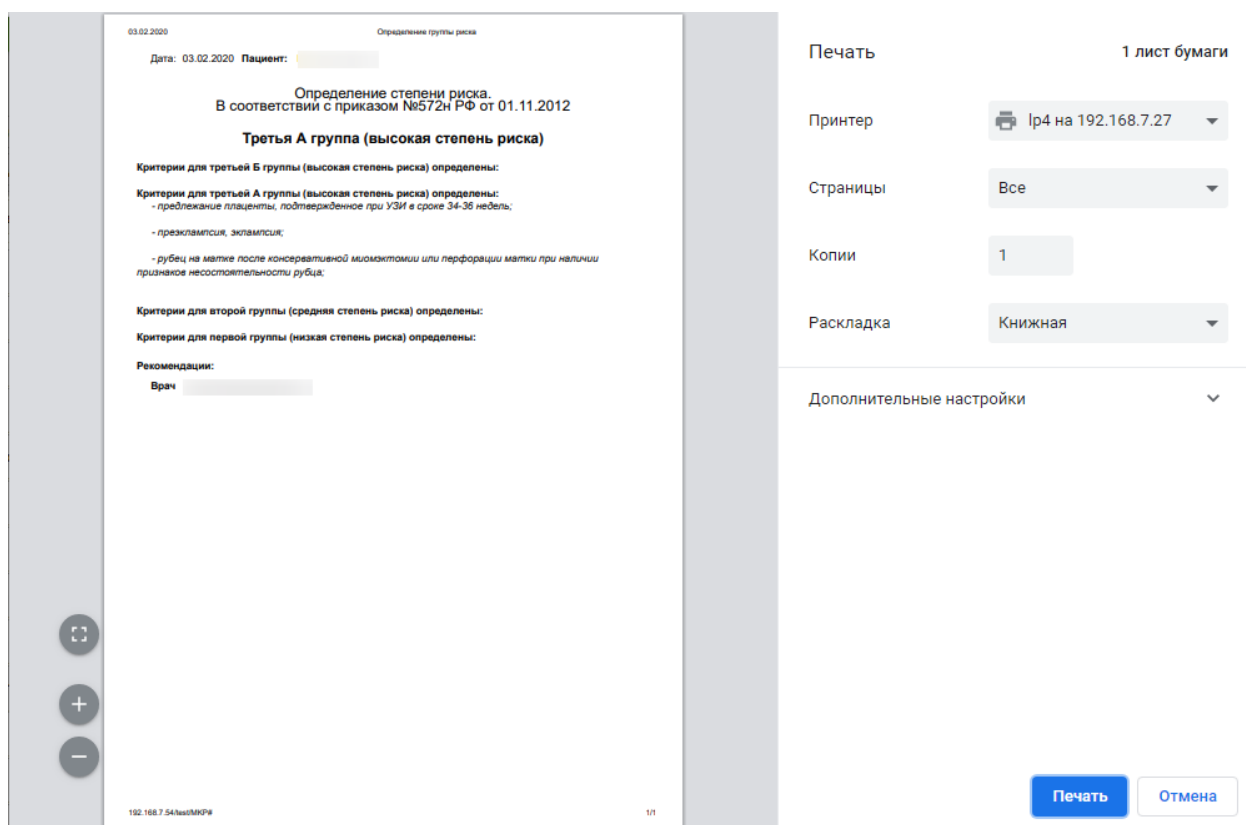 03.02.2020 Определение группы риска
Дата: 03.02.2020 Пациент:
Определение степени риска.
В соответствии с приказом №572н РФ от 01.11.2012
Третья А группа (высокая степень риска)
Критерии для третьей Б группы (высокая степень риска) определены:
Критерии для третьей А группы (высокая степень риска) определены:
- предлежание плаценты, подтвержденное при УЗИ в сроке 34-36 недель;
- преэклампсия, эклампсия;
- рубец на матке после консервативной миомэктомии или перфорации матки при наличии
признаков несостоятельности рубца;
Критерии для второй группы (средняя степень риска) определены:
Критерии для первой группы (низкая степень риска) определены:
Рекомендации:
Врач
192.168.7.54/test/MKP# 1/1
Печать 1 лист бумаги
Принтер lp4 на 192.168.7.27
Страницы Все
Копии 1
Раскладка Книжная
Дополнительные настройки
Печать Отмена